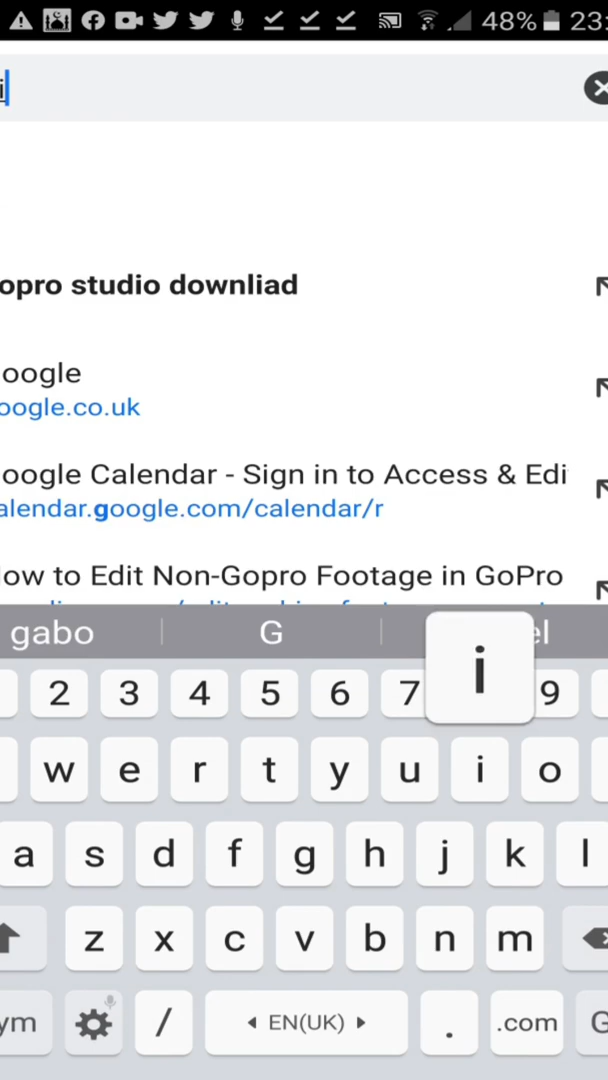 48% 23:
i
opro studio downliad
oogle
oogle.co.uk
oogle Calendar - Sign in to Access & Edi
alendar.google.com/calendar/r
ow to Edit Non-Gopro Footage in GoPro
gabo G el
2 3 4 5 6 7 i 9
w e r t y u i o
a s d f g h j k l
z x c v b n m
ym / EN(UK) . .com G